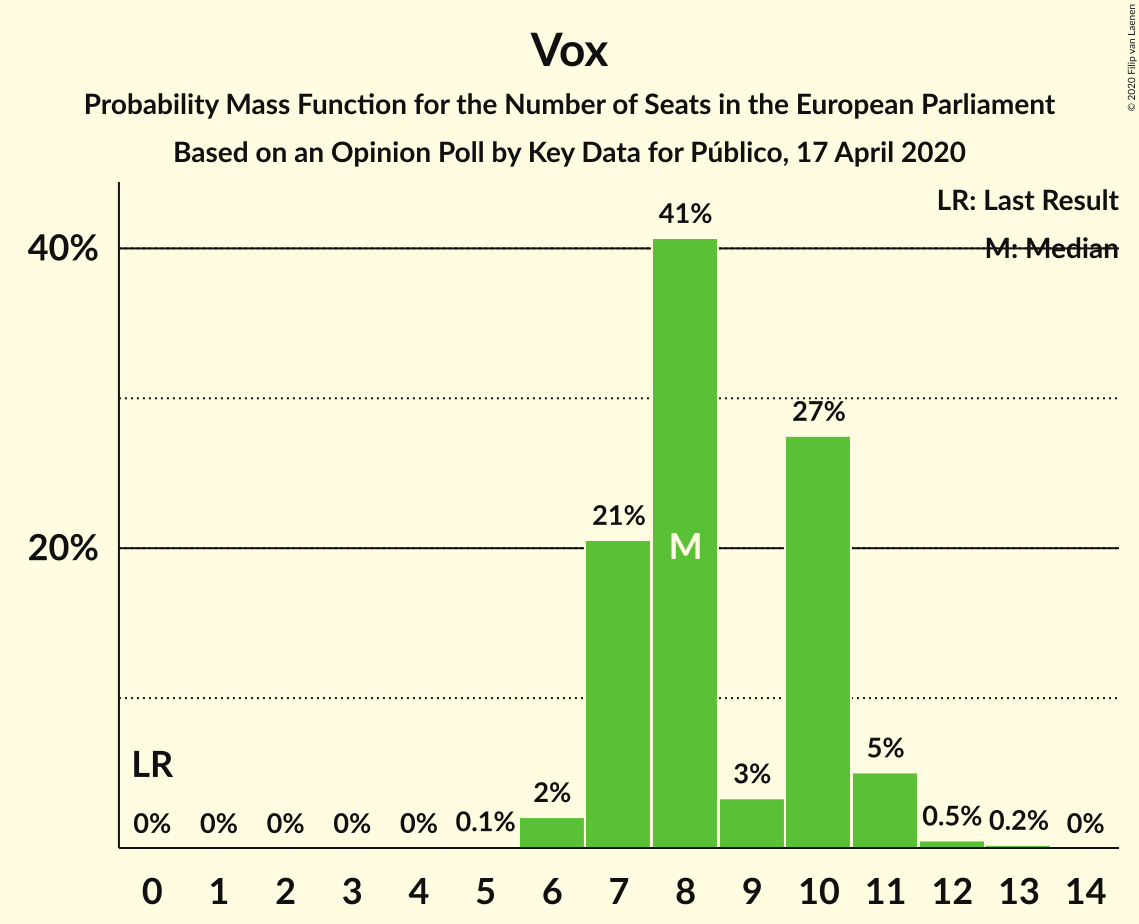 Vox
Probability Mass Function for the Number of Seats in the European Parliament
Based on an Opinion Poll by Key Data for Público, 17 April 2020
© 2020 Filip van Laenen
LR: Last Result
M: Median
40%
20%
41%
27%
21%
M
LR
5%
3%
2%
0% 0% 0% 0% 0% 0.1% 0.5% 0.2% 0%
0 1 2 3 4 5 6 7 8 9 10 11 12 13 14